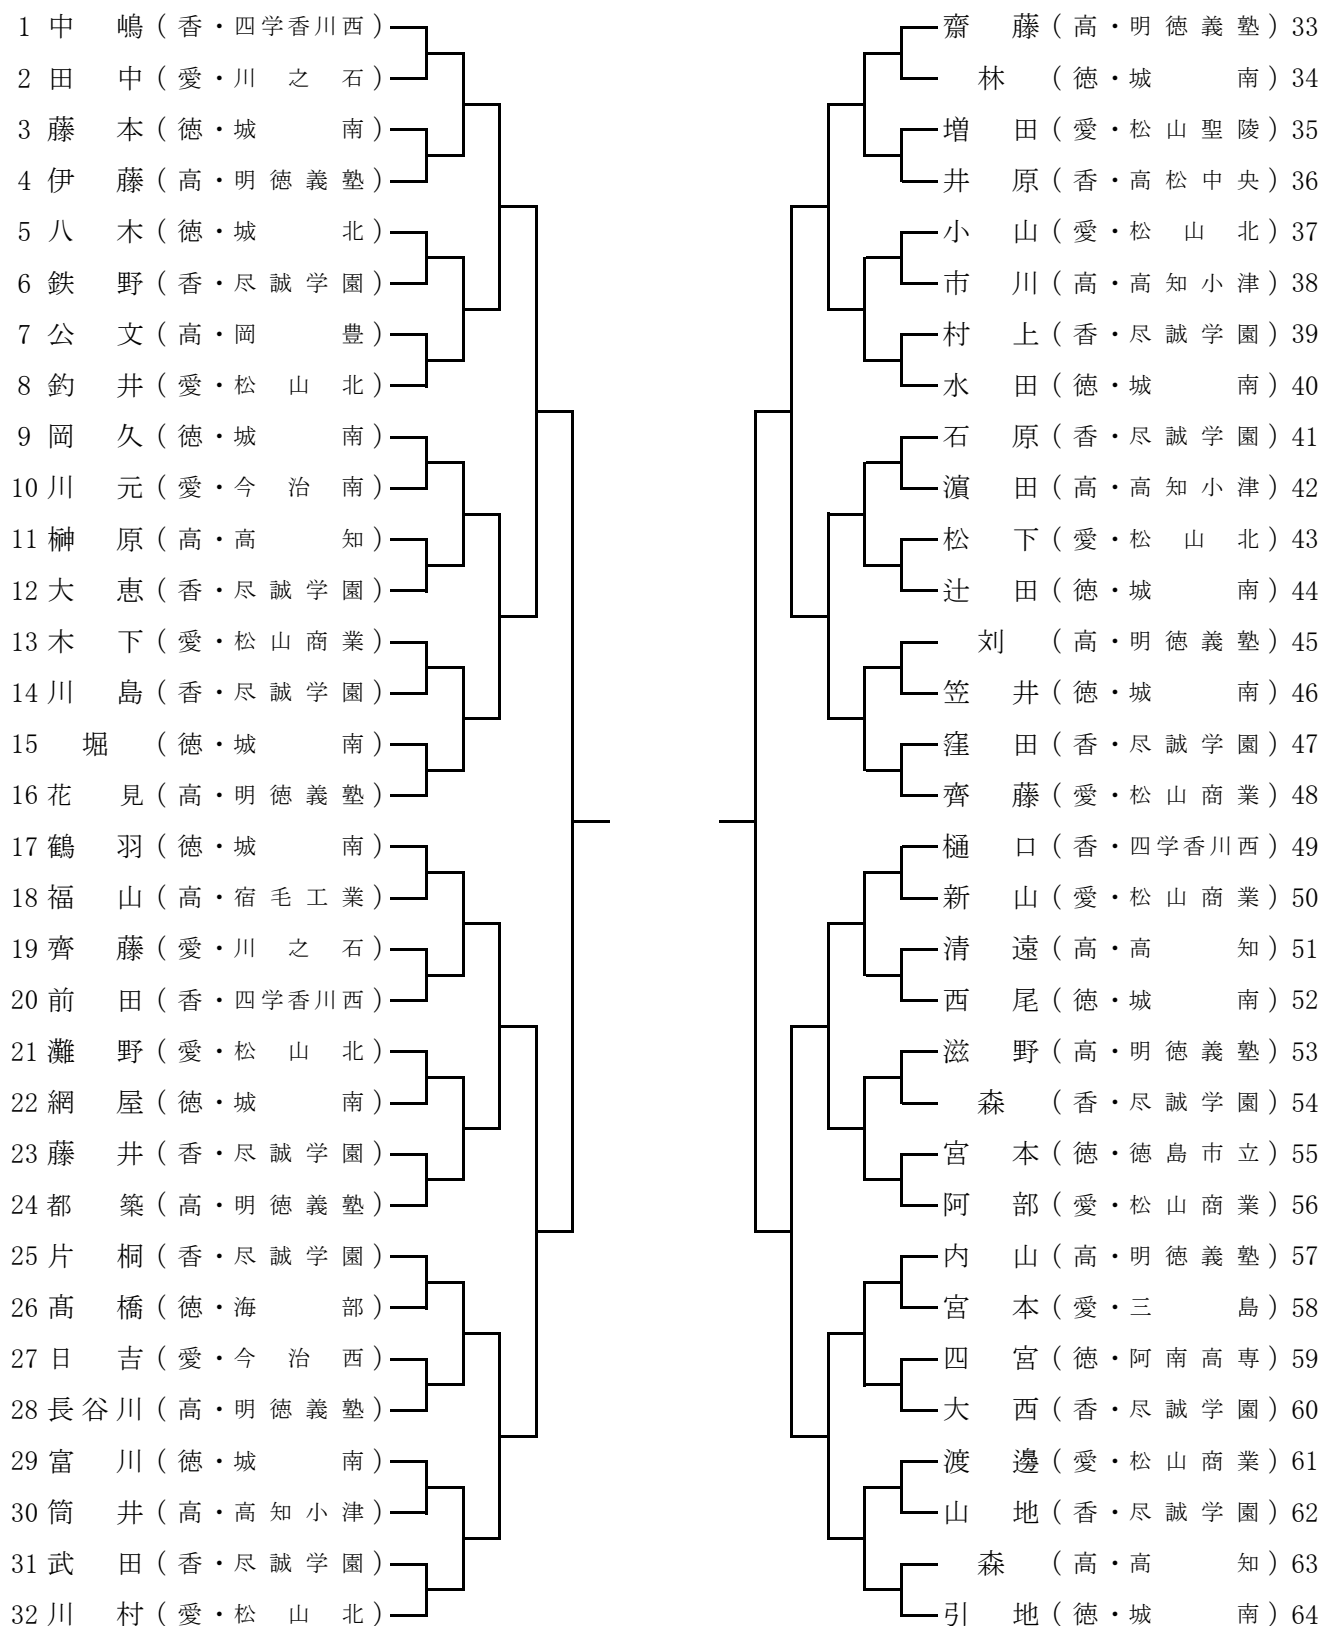 1 中嶋（香・四学香川西）
2 田中（愛・川之石）
3 藤本（徳・城南）
4 伊藤（高・明徳義塾）
5 八木（徳・城北）
6 鉄野（香・尽誠学園）
7 公文（高・岡豊）
8 釣井（愛・松山北）
9 岡久（徳・城南）
10 川元（愛・今治南）
11 榊原（高・高知）
12 大恵（香・尽誠学園）
13 木下（愛・松山商業）
14 川島（香・尽誠学園）
15 堀（徳・城南）
16 花見（高・明徳義塾）
17 鶴羽（徳・城南）
18 福山（高・宿毛工業）
19 齊藤（愛・川之石）
20 前田（香・四学香川西）
21 灘野（愛・松山北）
22 網屋（徳・城南）
23 藤井（香・尽誠学園）
24 都築（高・明徳義塾）
25 片桐（香・尽誠学園）
26 髙橋（徳・海部）
27 日吉（愛・今治西）
28 長谷川（高・明徳義塾）
29 富川（徳・城南）
30 筒井（高・高知小津）
31 武田（香・尽誠学園）
32 川村（愛・松山北）
齋藤（高・明徳義塾）33
林（徳・城南）34
増田（愛・松山聖陵）35
井原（香・高松中央）36
小山（愛・松山北）37
市川（高・高知小津）38
村上（香・尽誠学園）39
水田（徳・城南）40
石原（香・尽誠学園）41
濵田（高・高知小津）42
松下（愛・松山北）43
辻田（徳・城南）44
刘（高・明徳義塾）45
笠井（徳・城南）46
窪田（香・尽誠学園）47
齊藤（愛・松山商業）48
樋口（香・四学香川西）49
新山（愛・松山商業）50
清遠（高・高知）51
西尾（徳・城南）52
滋野（高・明徳義塾）53
森（香・尽誠学園）54
宮本（徳・徳島市立）55
阿部（愛・松山商業）56
内山（高・明徳義塾）57
宮本（愛・三島）58
四宮（徳・阿南高専）59
大西（香・尽誠学園）60
渡邊（愛・松山商業）61
山地（香・尽誠学園）62
森（高・高知）63
引地（徳・城南）64